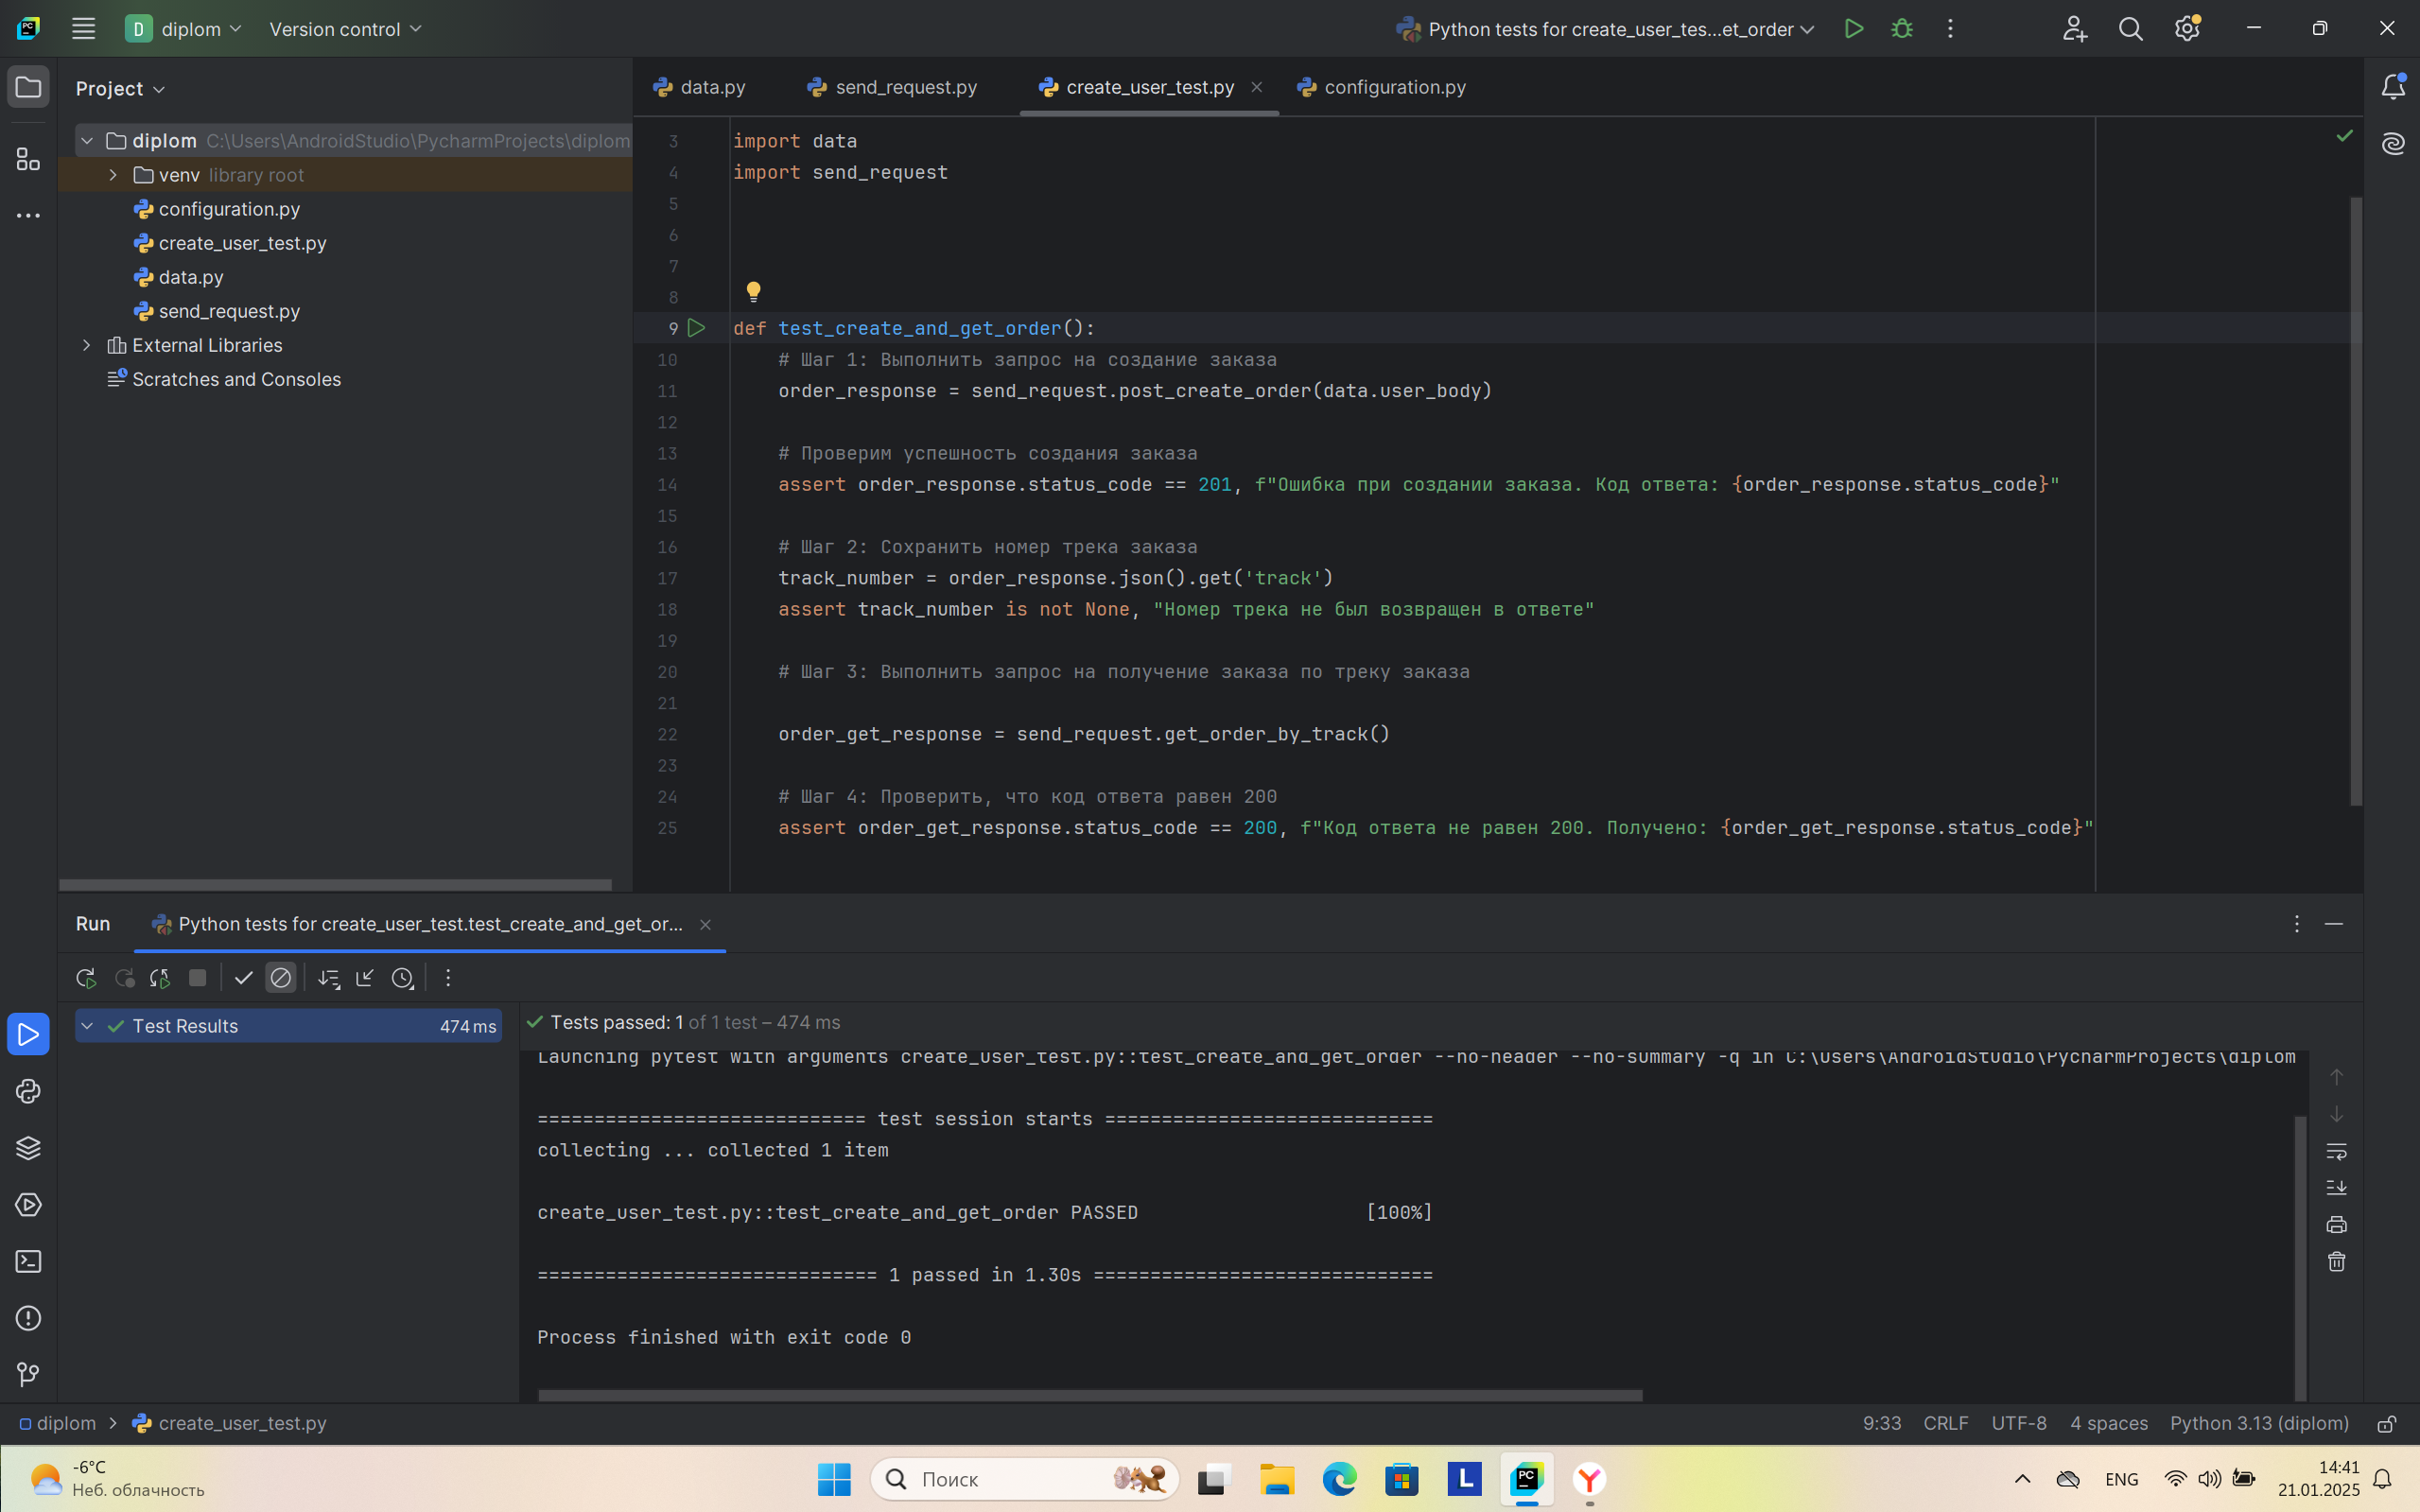 D diplom Version control
Python tests for create_user_tes...et_order
Project
data.py send_request.py create_user_test.py configuration.py
diplom C:\Users\AndroidStudio\PycharmProjects\diplom
venv library root
configuration.py
create_user_test.py
data.py
send_request.py
External Libraries
Scratches and Consoles
3 import data
4 import send_request
5
6
7
8
9 def test_create_and_get_order():
10 # Шаг 1: Выполнить запрос на создание заказа
11 order_response = send_request.post_create_order(data.user_body)
12
13 # Проверим успешность создания заказа
14 assert order_response.status_code == 201, f"Ошибка при создании заказа. Код ответа: {order_response.status_code}"
15
16 # Шаг 2: Сохранить номер трека заказа
17 track_number = order_response.json().get('track')
18 assert track_number is not None, "Номер трека не был возвращен в ответе"
19
20 # Шаг 3: Выполнить запрос на получение заказа по треку заказа
21
22 order_get_response = send_request.get_order_by_track()
23
24 # Шаг 4: Проверить, что код ответа равен 200
25 assert order_get_response.status_code == 200, f"Код ответа не равен 200. Получено: {order_get_response.status_code}"
Run Python tests for create_user_test.test_create_and_get_or...
Test Results 474 ms
Tests passed: 1 of 1 test – 474 ms
Launching pytest with arguments create_user_test.py::test_create_and_get_order --no-header --no-summary -q in C:\Users\AndroidStudio\PycharmProjects\diplom
============================= test session starts =============================
collecting ... collected 1 item
create_user_test.py::test_create_and_get_order PASSED [100%]
============================== 1 passed in 1.30s ==============================
Process finished with exit code 0
diplom > create_user_test.py
9:33 CRLF UTF-8 4 spaces Python 3.13 (diplom)
-6°C
Неб. облачность
Поиск
L
PC
Y
ENG
14:41
21.01.2025